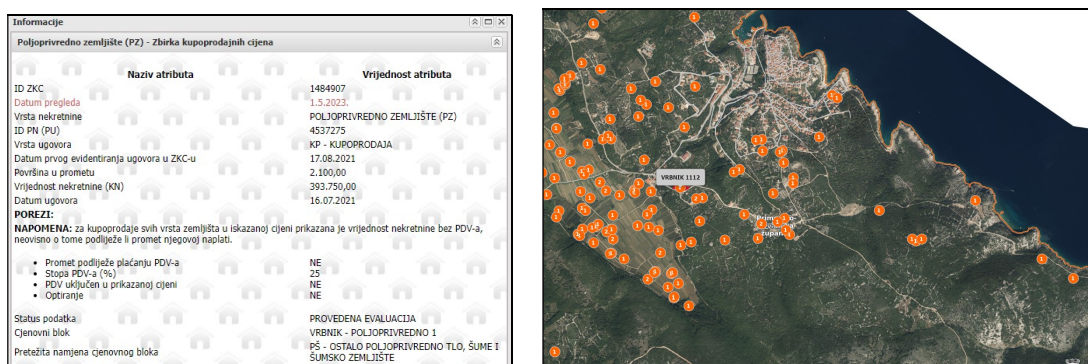 Informacije
Poljoprivredno zemljište (PZ) - Zbirka kupoprodajnih cijena
Naziv atributa Vrijednost atributa
ID ZKC 1484907
Datum pregleda 1.5.2023.
Vrsta nekretnine POLJOPRIVREDNO ZEMLJIŠTE (PZ)
ID PN (PU) 4537275
Vrsta ugovora KP - KUPOPRODAJA
Datum prvog evidentiranja ugovora u ZKC-u 17.08.2021
Površina u prometu 2.100,00
Vrijednost nekretnine (KN) 393.750,00
Datum ugovora 16.07.2021
POREZI:
NAPOMENA: za kupoprodaje svih vrsta zemljišta u iskazanoj cijeni prikazana je vrijednost nekretnine bez PDV-a,
neovisno o tome podliježe li promet njegovoj naplati.
• Promet podliježe plaćanju PDV-a NE
• Stopa PDV-a (%) 25
• PDV uključen u prikazanoj cijeni NE
• Optiranje NE
Status podatka PROVEDENA EVALUACIJA
Cjenovni blok VRBNIK - POLJOPRIVREDNO 1
Pretežita namjena cjenovnog bloka PŠ - OSTALO POLJOPRIVREDNO TLO, ŠUME I
ŠUMSKO ZEMLJIŠTE
VRBNIK 1112